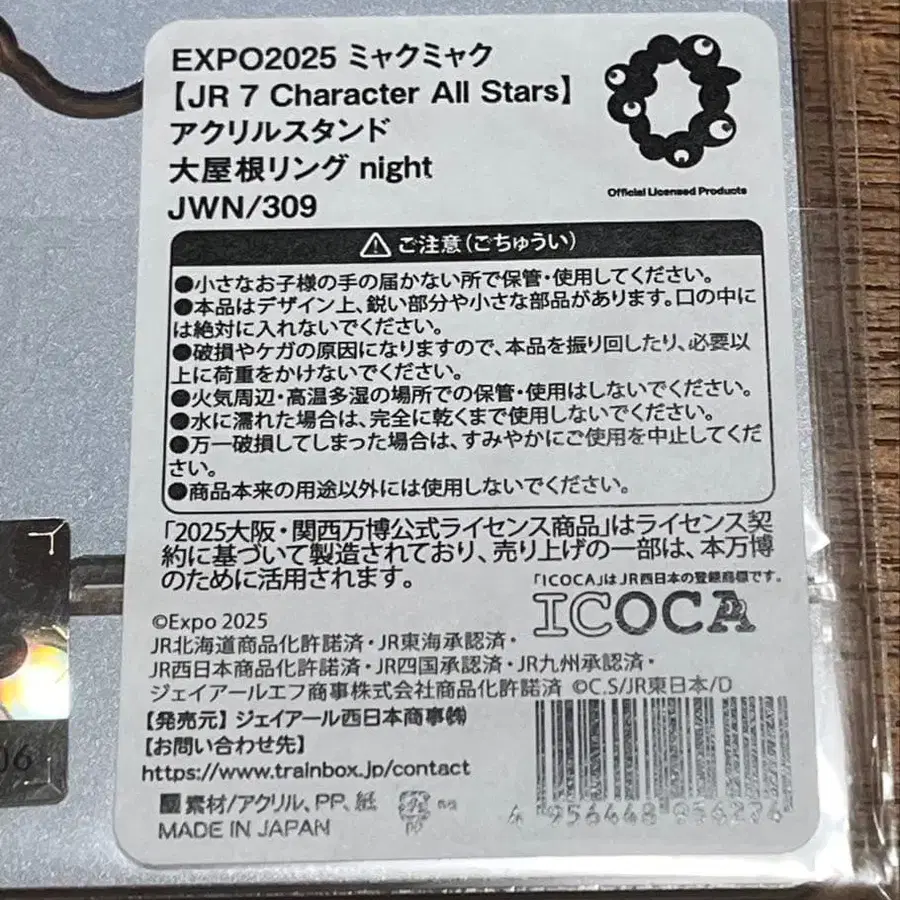 EXPO2025 ミャクミャク
【JR 7 Character All Stars】
アクリルスタンド
大屋根リング night
JWN/309
Official Licensed Products
ご注意(ごちゅうい)
●小さなお子様の手の届かない所で保管・使用してください。
●本品はデザイン上、鋭い部分や小さな部品があります。口の中に
は絶対に入れないでください。
●破損やケガの原因になりますので、本品を振り回したり、必要以
上に荷重をかけないでください。
●火気周辺・高温多湿の場所での保管・使用はしないでください。
●水に濡れた場合は、完全に乾くまで使用しないでください。
●万一破損してしまった場合は、すみやかにご使用を中止してくだ
さい。
●商品本来の用途以外には使用しないでください。
「2025大阪・関西万博公式ライセンス商品」はライセンス契
約に基づいて製造されており、売り上げの一部は、本万博
のために活用されます。
「ICOCA」はJR西日本の登録商標です。
ICOCA
©Expo 2025
JR北海道商品化許諾済・JR東海承認済・
JR西日本商品化許諾済・JR四国承認済・JR九州承認済・
ジェイアールエフ商事株式会社商品化許諾済 ©C.S/JR東日本/D
【発売元】ジェイアール西日本商事㈱
【お問い合わせ先】
https://www.trainbox.jp/contact
素材/アクリル、PP、紙
MADE IN JAPAN
4 956448 956276
06